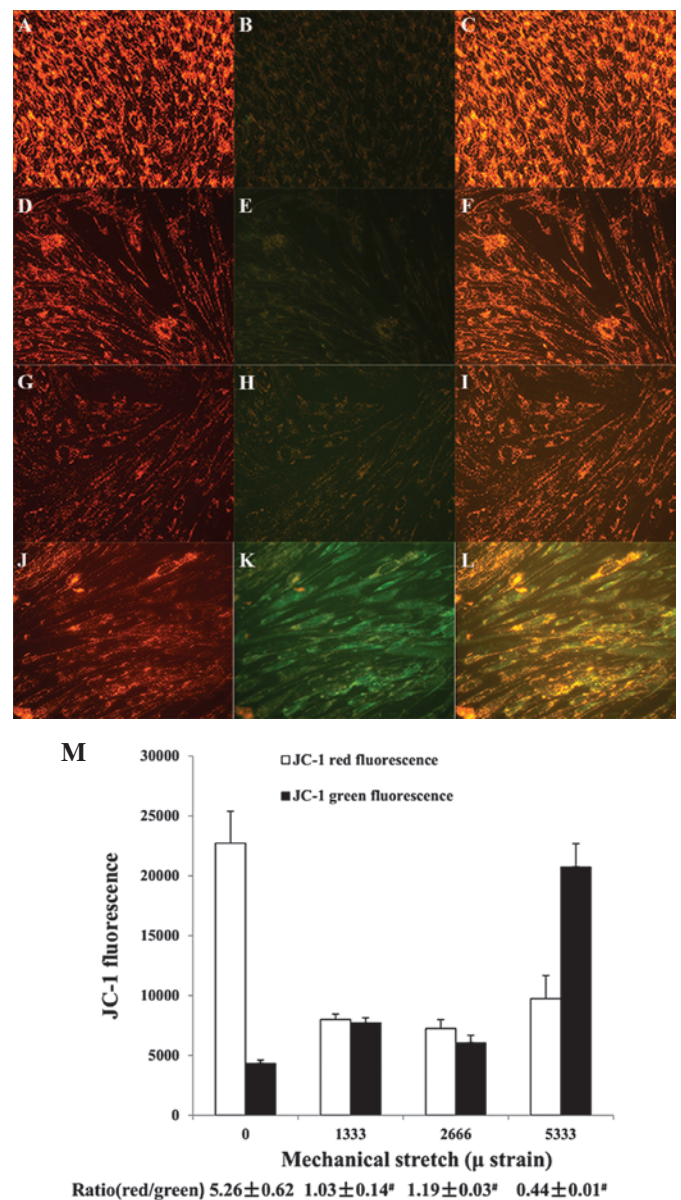 A
B
C
D
E
F
G
H
I
J
K
L
M
JC-1 red fluorescence
JC-1 green fluorescence
30000
25000
20000
15000
10000
5000
0
JC-1 fluorescence
0 1333 2666 5333
Mechanical stretch (μ strain)
Ratio(red/green) 5.26±0.62 1.03±0.14# 1.19±0.03# 0.44±0.01#